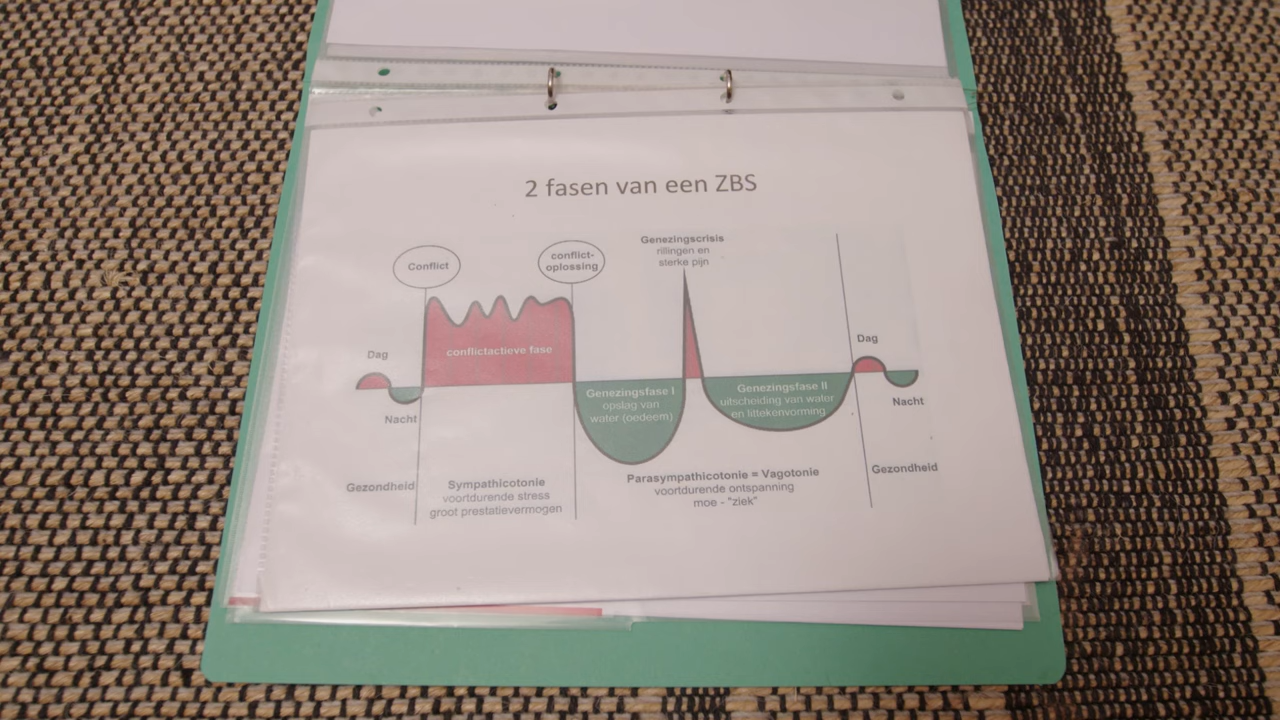 2 fasen van een ZBS
Conflict
conflict-
oplossing
Genezingscrisis
rillingen en
sterke pijn
Dag
Nacht
conflictactieve fase
Genezingsfase I
opslag van
water (oedeem)
Genezingsfase II
uitscheiding van water
en littekenvorming
Dag
Nacht
Gezondheid
Sympathicotonie
voortdurende stress
groot prestatievermogen
Parasympathicotonie = Vagotonie
voortdurende ontspanning
moe - "ziek"
Gezondheid